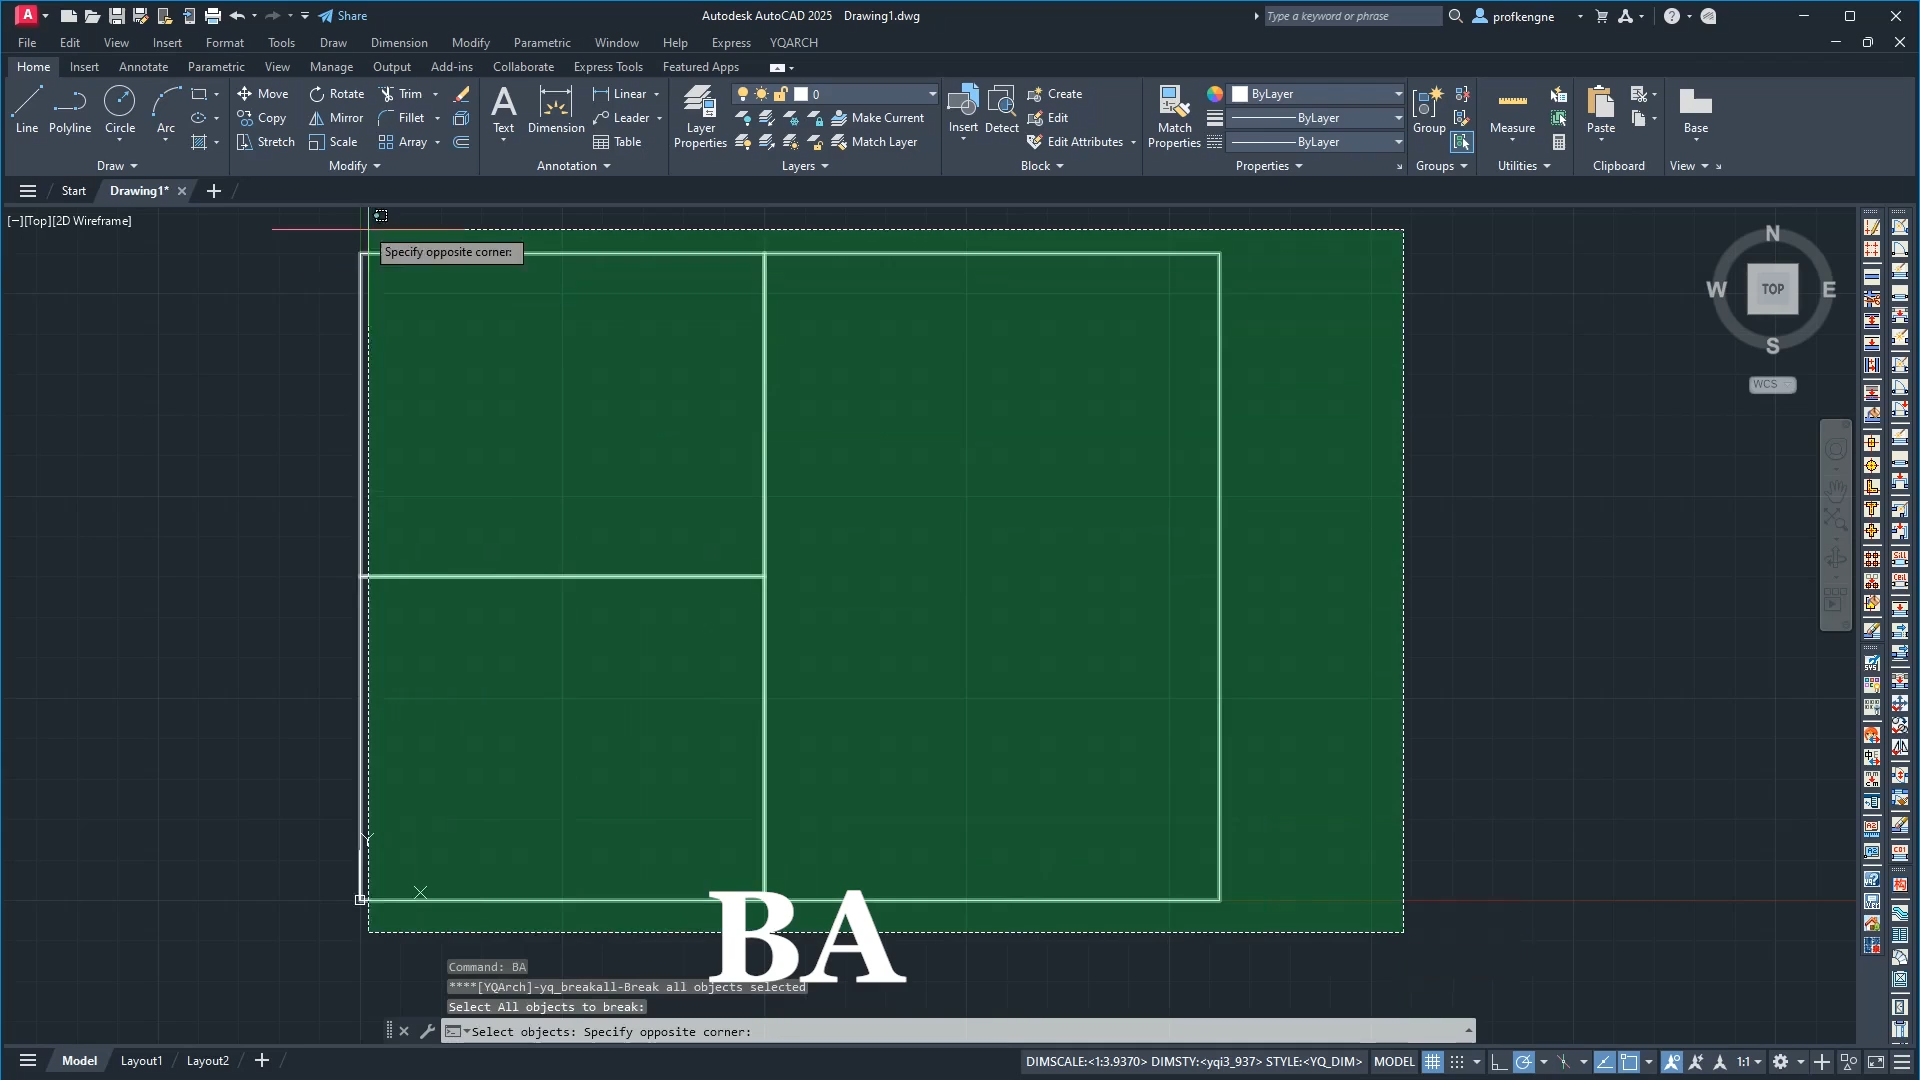 Share
Autodesk AutoCAD 2025 Drawing1.dwg
Type a keyword or phrase
profkengne
File Edit View Insert Format Tools Draw Dimension Modify Parametric Window Help Express YQARCH
Home Insert Annotate Parametric View Manage Output Add-ins Collaborate Express Tools Featured Apps
Line Polyline Circle Arc
Move Rotate Trim
Copy Mirror Fillet
Stretch Scale Array
Text Dimension
Linear
Leader
Table
Layer Properties
0
Make Current
Match Layer
Insert Detect
Create
Edit
Edit Attributes
Match Properties
ByLayer
ByLayer
ByLayer
Group
Measure
Paste
Base
Draw Modify Annotation Layers Block Properties Groups Utilities Clipboard View
Start Drawing1*
[−][Top][2D Wireframe]
Specify opposite corner:
N
W TOP E
S
WCS
Sill
Ceil
C01
Y
BA
Command: BA
****[YQArch]-yq_breakall-Break all objects selected
Select All objects to break:
Select objects: Specify opposite corner:
Model Layout1 Layout2
DIMSCALE:<1:3.9370> DIMSTY:<yqi3_937> STYLE:<YQ_DIM> MODEL
1:1